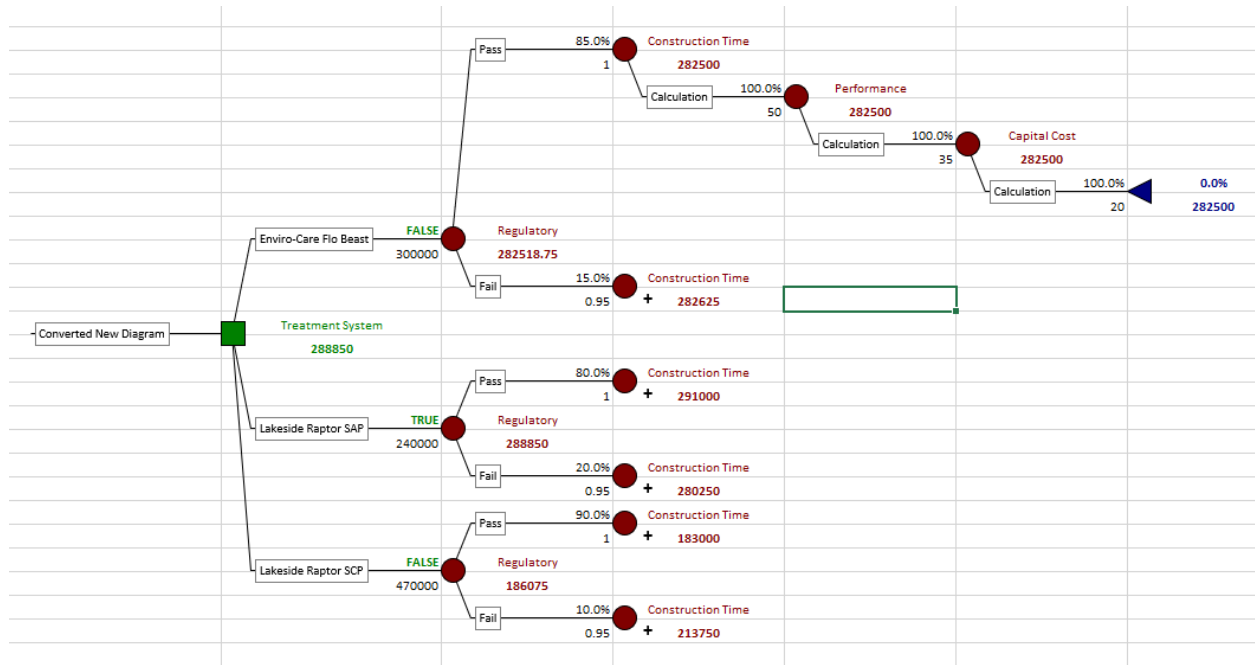 Pass 85.0% Construction Time
1 282500
Calculation 100.0% Performance
50 282500
Calculation 100.0% Capital Cost
35 282500
Calculation 100.0% 0.0%
20 282500
Enviro-Care Flo Beast FALSE Regulatory
300000 282518.75
Fail 15.0% Construction Time
0.95 + 282625
Converted New Diagram Treatment System
288850
Pass 80.0% Construction Time
1 + 291000
Lakeside Raptor SAP TRUE Regulatory
240000 288850
Fail 20.0% Construction Time
0.95 + 280250
Pass 90.0% Construction Time
1 + 183000
Lakeside Raptor SCP FALSE Regulatory
470000 186075
Fail 10.0% Construction Time
0.95 + 213750